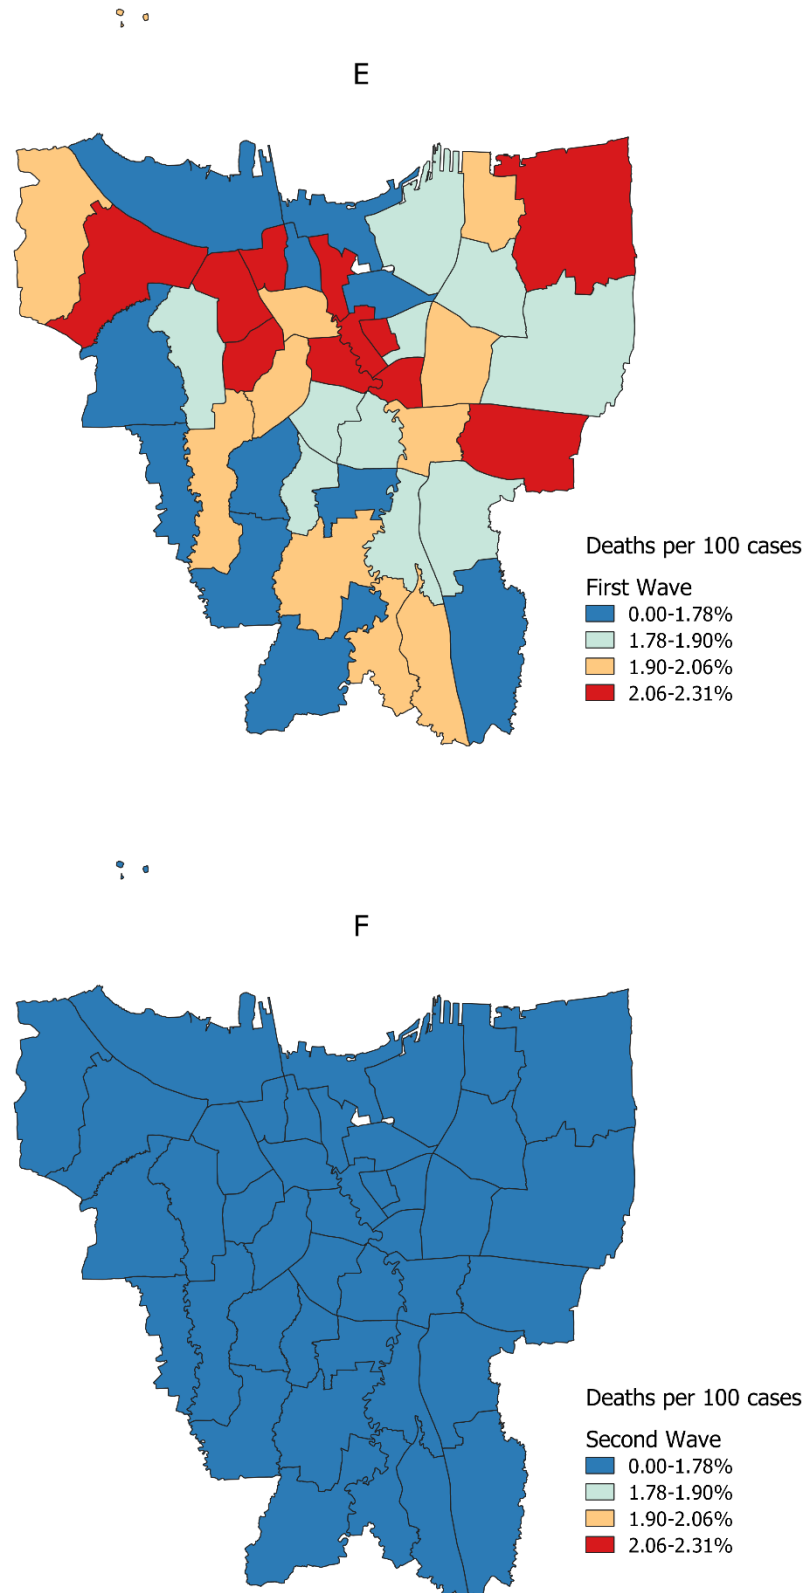 E
Deaths per 100 cases
First Wave
0.00-1.78%
1.78-1.90%
1.90-2.06%
2.06-2.31%
F
Deaths per 100 cases
Second Wave
0.00-1.78%
1.78-1.90%
1.90-2.06%
2.06-2.31%